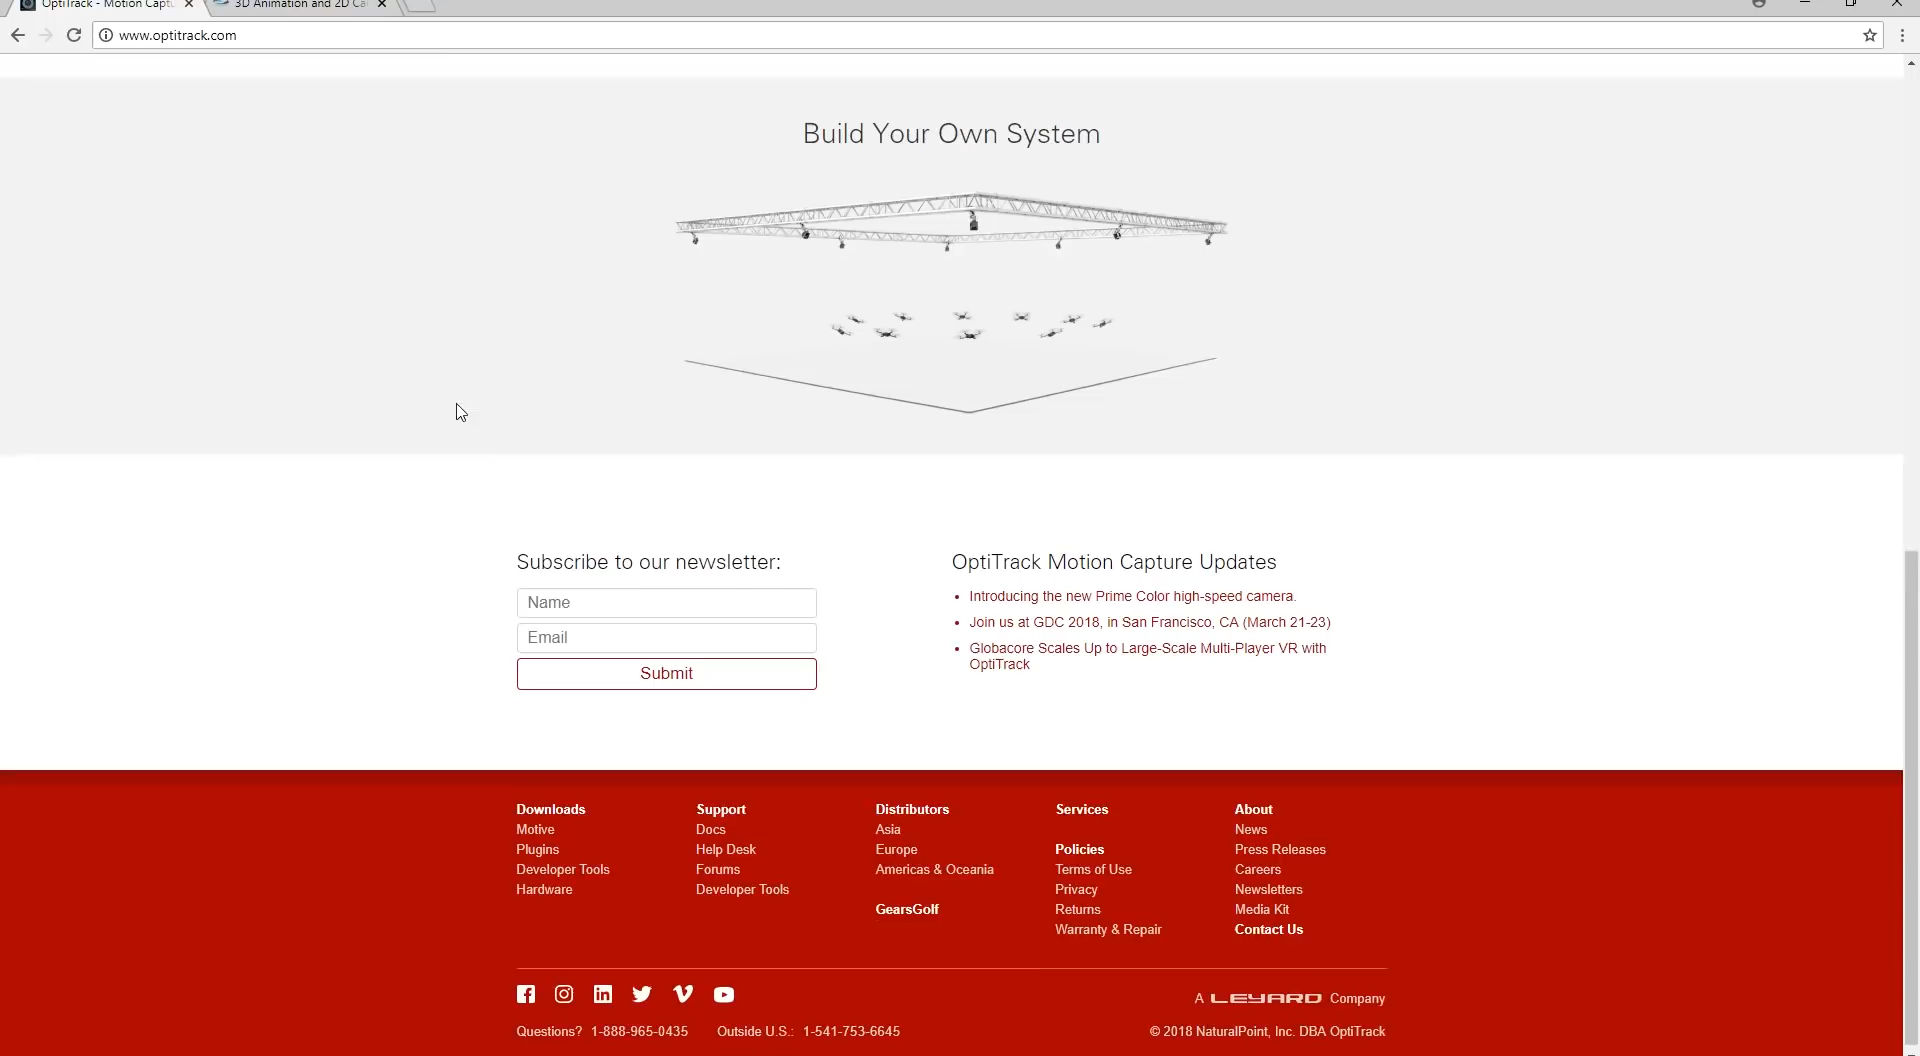 OptiTrack - Motion Captu
3D Animation and 2D Ca
www.optitrack.com
Build Your Own System
Subscribe to our newsletter:
Name
Email
Submit
OptiTrack Motion Capture Updates
Introducing the new Prime Color high-speed camera.
Join us at GDC 2018, in San Francisco, CA (March 21-23)
Globacore Scales Up to Large-Scale Multi-Player VR with
OptiTrack
Downloads
Motive
Plugins
Developer Tools
Hardware
Support
Docs
Help Desk
Forums
Developer Tools
Distributors
Asia
Europe
Americas & Oceania
GearsGolf
Services
Policies
Terms of Use
Privacy
Returns
Warranty & Repair
About
News
Press Releases
Careers
Newsletters
Media Kit
Contact Us
A LEYARD Company
Questions? 1-888-965-0435 Outside U.S.: 1-541-753-6645
© 2018 NaturalPoint, Inc. DBA OptiTrack